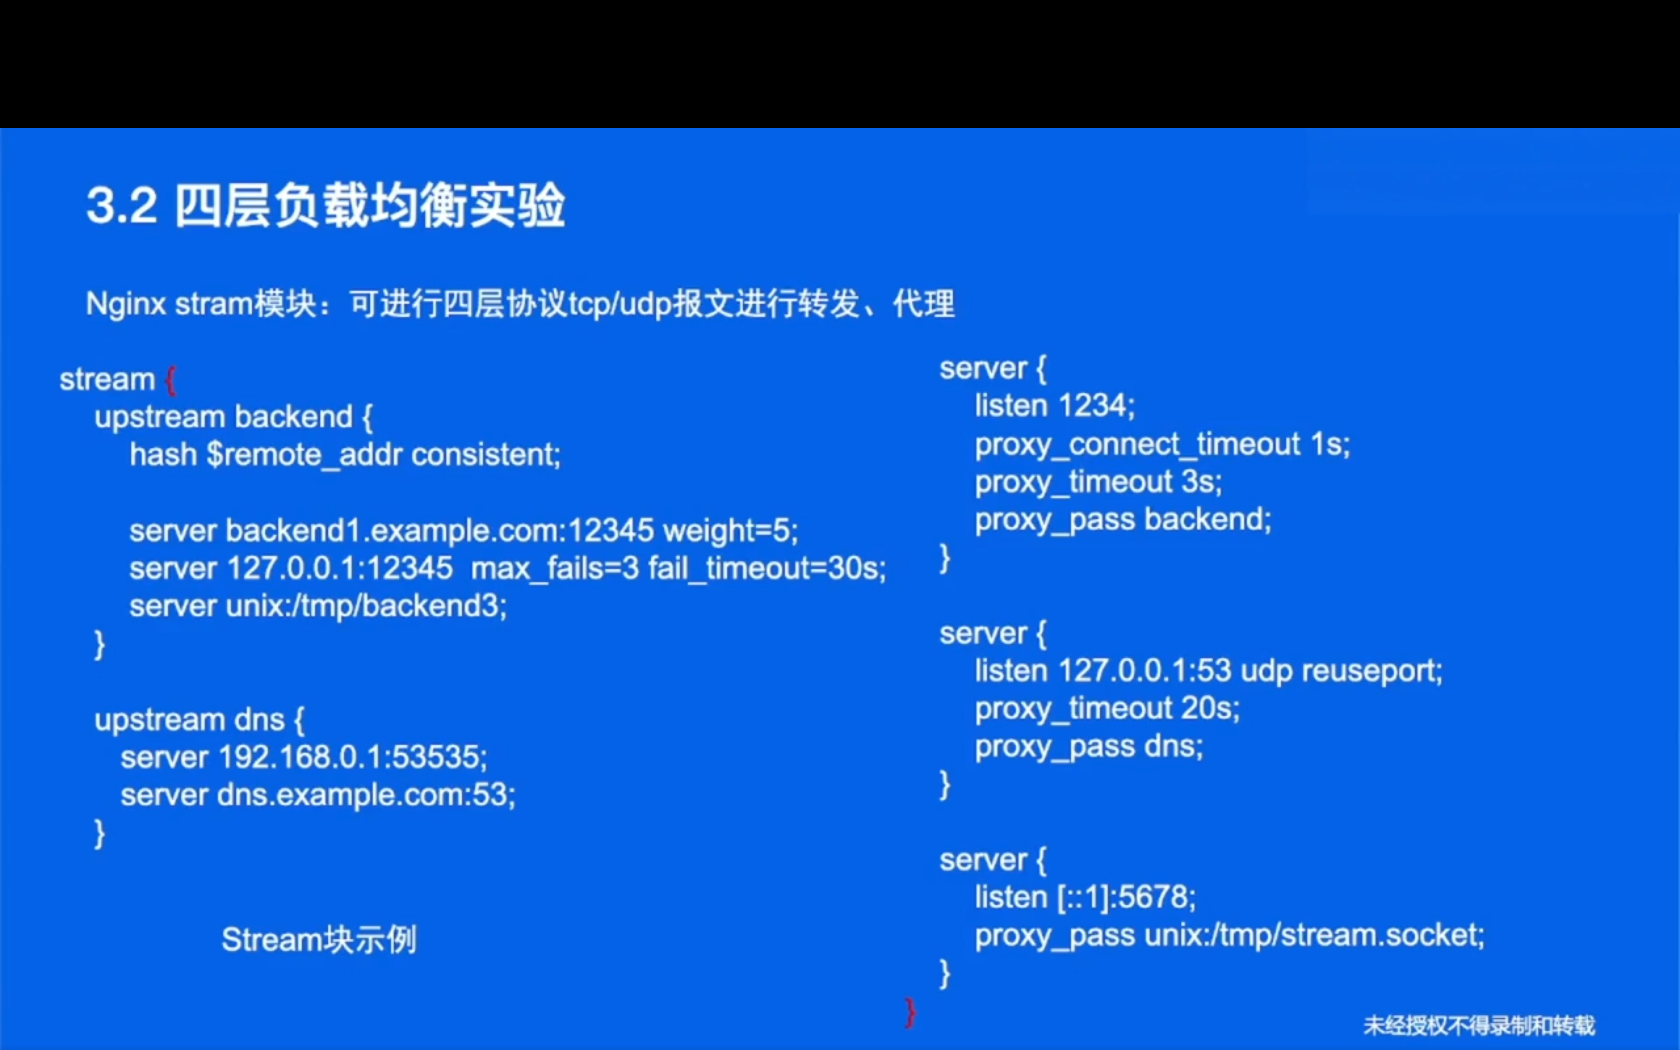 3.2 四层负载均衡实验
Nginx stram模块：可进行四层协议tcp/udp报文进行转发、代理
stream {
upstream backend {
hash $remote_addr consistent;
server backend1.example.com:12345 weight=5;
server 127.0.0.1:12345 max_fails=3 fail_timeout=30s;
server unix:/tmp/backend3;
}
upstream dns {
server 192.168.0.1:53535;
server dns.example.com:53;
}
Stream块示例
server {
listen 1234;
proxy_connect_timeout 1s;
proxy_timeout 3s;
proxy_pass backend;
}
server {
listen 127.0.0.1:53 udp reuseport;
proxy_timeout 20s;
proxy_pass dns;
}
server {
listen [::1]:5678;
proxy_pass unix:/tmp/stream.socket;
}
}
未经授权不得录制和转载